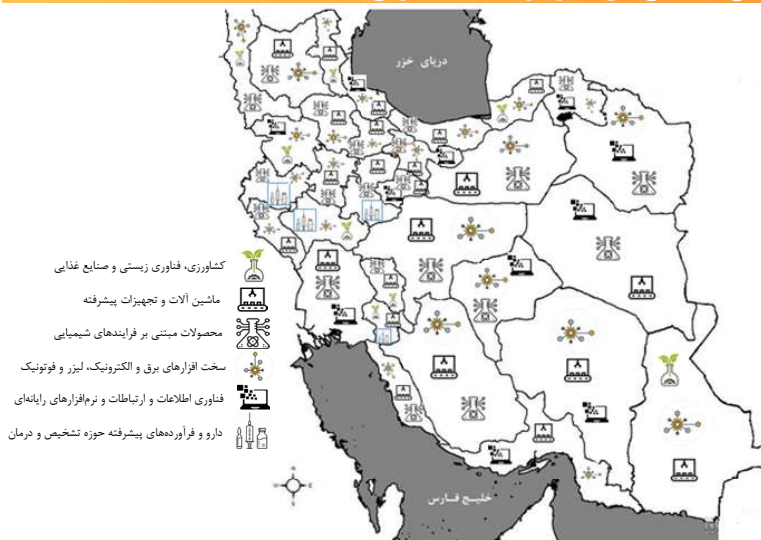 دریای خزر
کشاورزی، فناوری زیستی و صنایع غذایی
ماشین آلات و تجهیزات پیشرفته
محصولات مبتنی بر فرایندهای شیمیایی
سخت افزارهای برق و الکترونیک، لیزر و فوتونیک
فناوری اطلاعات و ارتباطات و نرم‌افزارهای رایانه‌ای
دارو و فرآورده‌های پیشرفته حوزه تشخیص و درمان
خلیج فارس